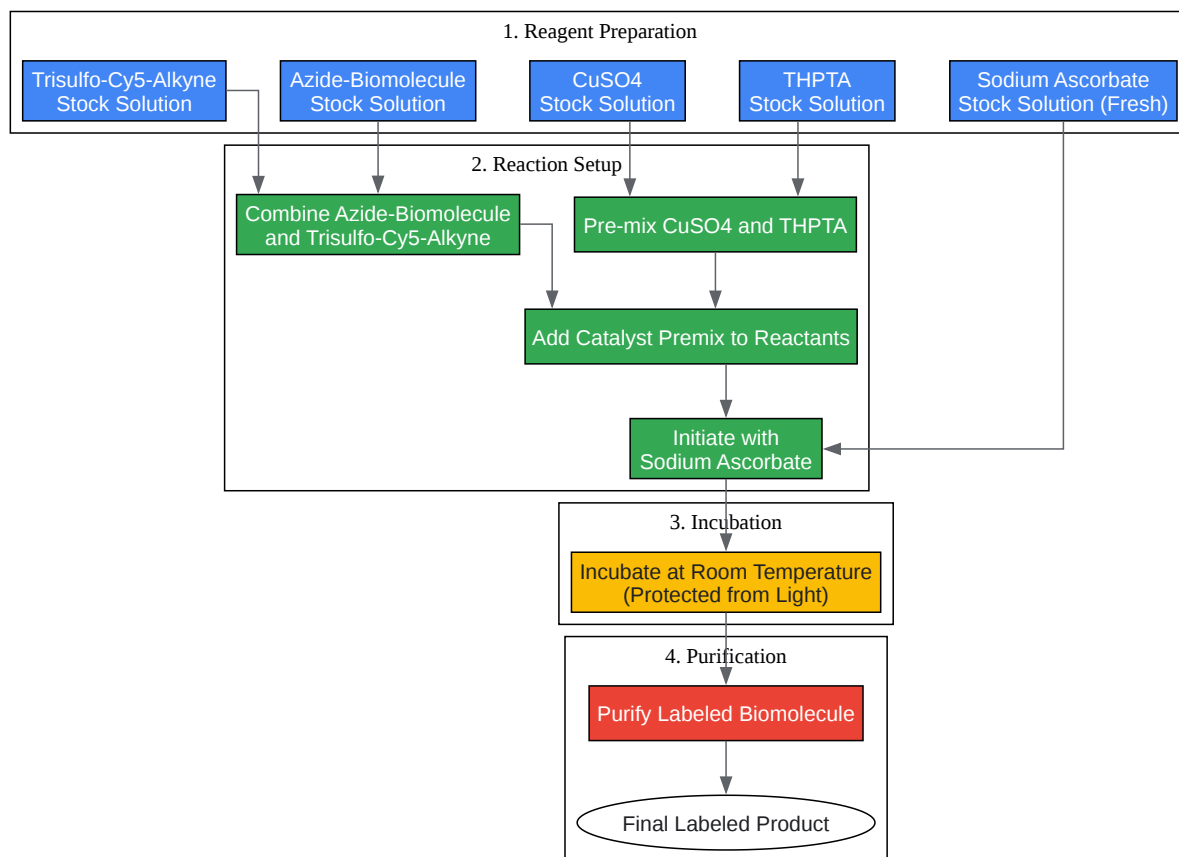 1. Reagent Preparation
Trisulfo-Cy5-Alkyne
Stock Solution
Azide-Biomolecule
Stock Solution
CuSO4
Stock Solution
THPTA
Stock Solution
Sodium Ascorbate
Stock Solution (Fresh)
2. Reaction Setup
Combine Azide-Biomolecule
and Trisulfo-Cy5-Alkyne
Pre-mix CuSO4 and THPTA
Add Catalyst Premix to Reactants
Initiate with
Sodium Ascorbate
3. Incubation
Incubate at Room Temperature
(Protected from Light)
4. Purification
Purify Labeled Biomolecule
Final Labeled Product